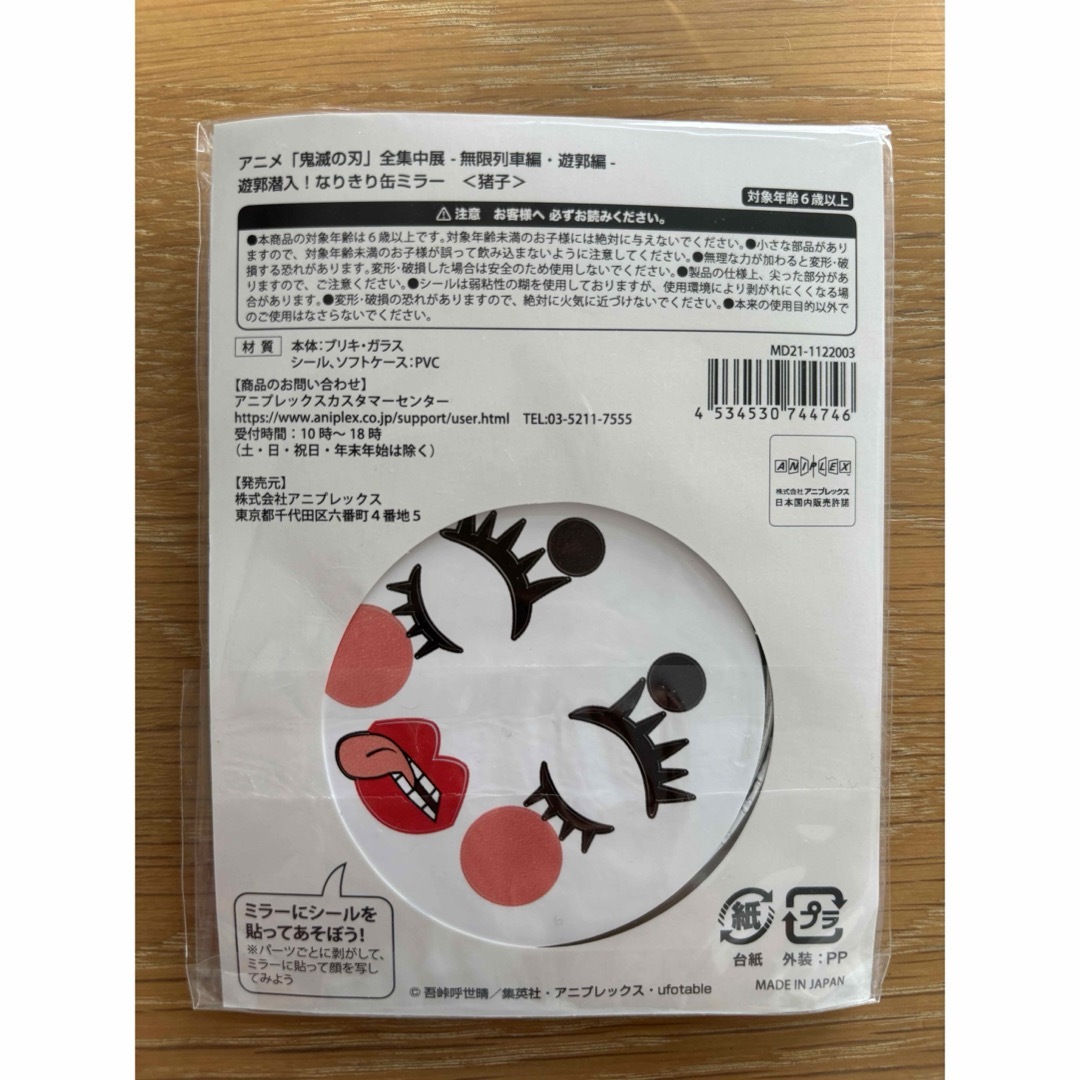 アニメ「鬼滅の刃」全集中展 - 無限列車編・遊郭編 -
遊郭潜入！なりきり缶ミラー　＜猪子＞
対象年齢６歳以上
⚠注意　お客様へ 必ずお読みください。
●本商品の対象年齢は６歳以上です。対象年齢未満のお子様には絶対に与えないでください。●小さな部品があり
ますので、対象年齢未満のお子様が誤って飲み込まないように注意してください。●無理な力が加わると変形・破
損する恐れがあります。変形・破損した場合は安全のため使用しないでください。●製品の仕様上、尖った部分があ
りますので、ご注意ください。●シールは弱粘性の糊を使用しておりますが、使用環境により剥がれにくくなる場
合があります。●変形・破損の恐れがありますので、絶対に火気に近づけないでください。●本来の使用目的以外で
のご使用はなさらないでください。
材 質　本体：ブリキ・ガラス
シール、ソフトケース：PVC
MD21-1122003
4 534530 744746
【商品のお問い合わせ】
アニプレックスカスタマーセンター
https://www.aniplex.co.jp/support/user.html　TEL:03-5211-7555
受付時間：10時〜18時
（土・日・祝日・年末年始は除く）
ANIPLEX
株式会社アニプレックス
日本国内販売許諾
【発売元】
株式会社アニプレックス
東京都千代田区六番町４番地５
ミラーにシールを
貼ってあそぼう！
※パーツごとに剥がして、
ミラーに貼って顔を写し
てみよう
紙 プラ
台紙　外装：PP
MADE IN JAPAN
© 吾峠呼世晴／集英社・アニプレックス・ufotable